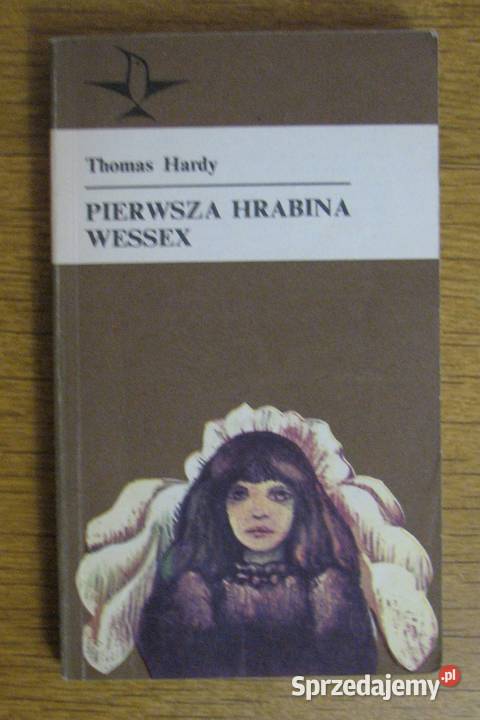 Thomas Hardy
PIERWSZA HRABINA
WESSEX
Sprzedajemy.pl